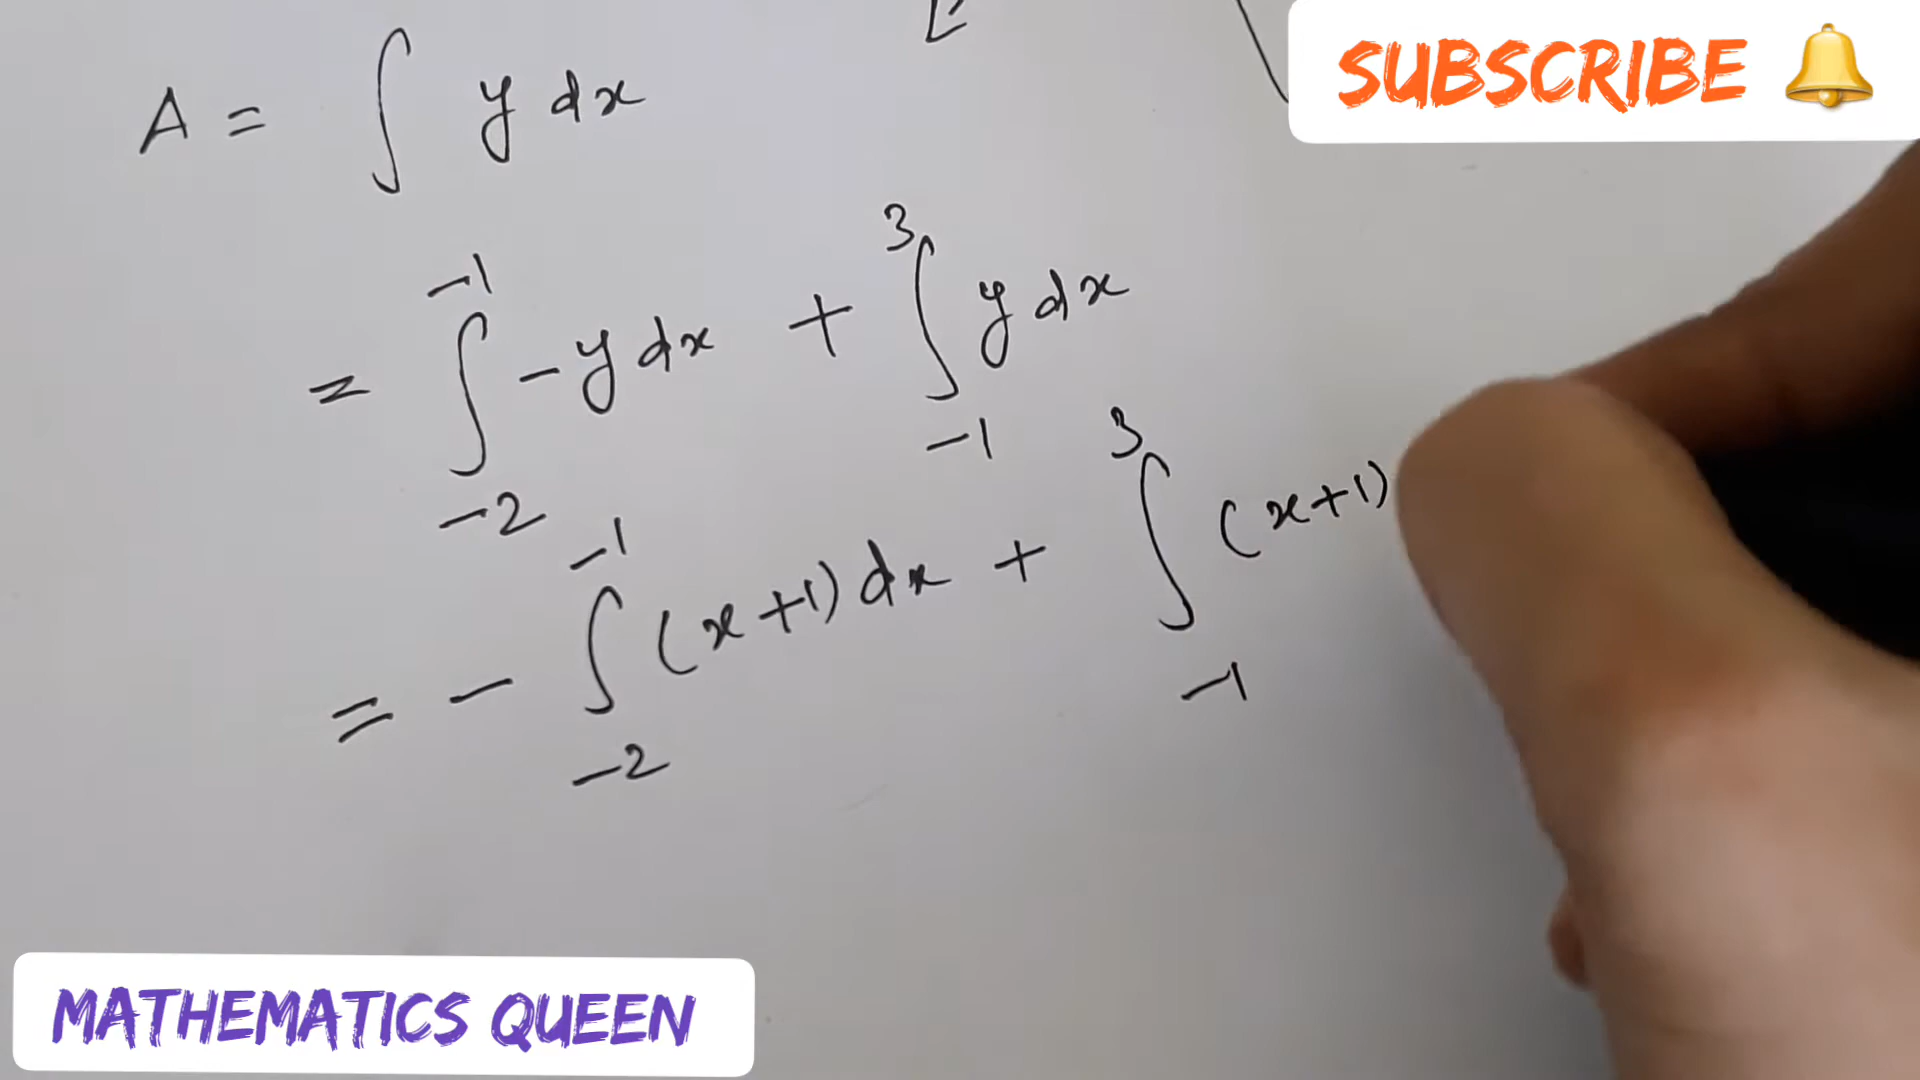 SUBSCRIBE 🔔
A = ∫ y dx
= ∫_{-2}^{-1} -y dx + ∫_{-1}^{3} y dx
= - ∫_{-2}^{-1} (x+1) dx + ∫_{-1}^{3} (x+1)
MATHEMATICS QUEEN